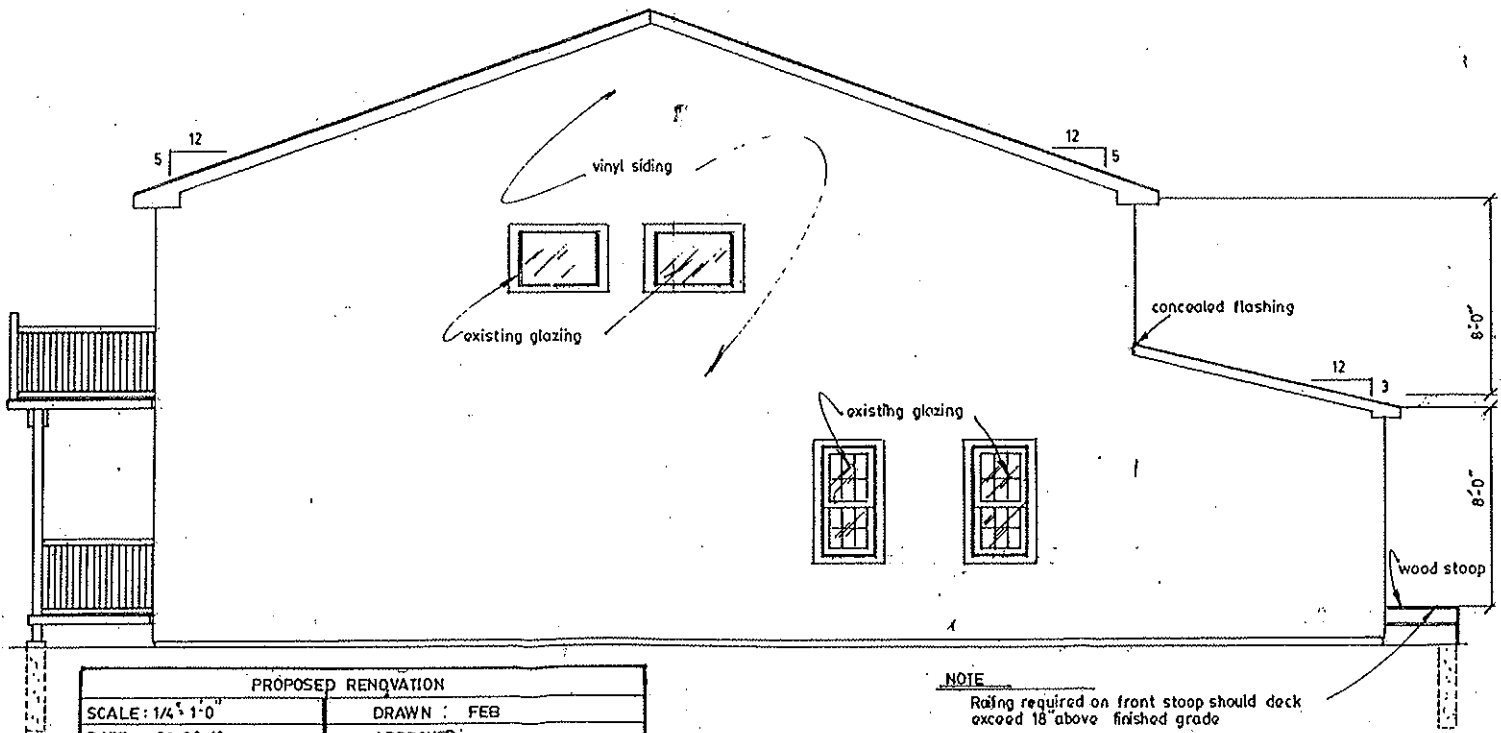 12
5
12
5
vinyl siding
existing glazing
concealed flashing
8'-0"
12
3
existing glazing
8'-0"
wood stoop
PROPOSED RENOVATION
SCALE: 1/4" 1'-0"
DRAWN : FEB
NOTE
Railing required on front stoop should deck
exceed 18" above finished grade